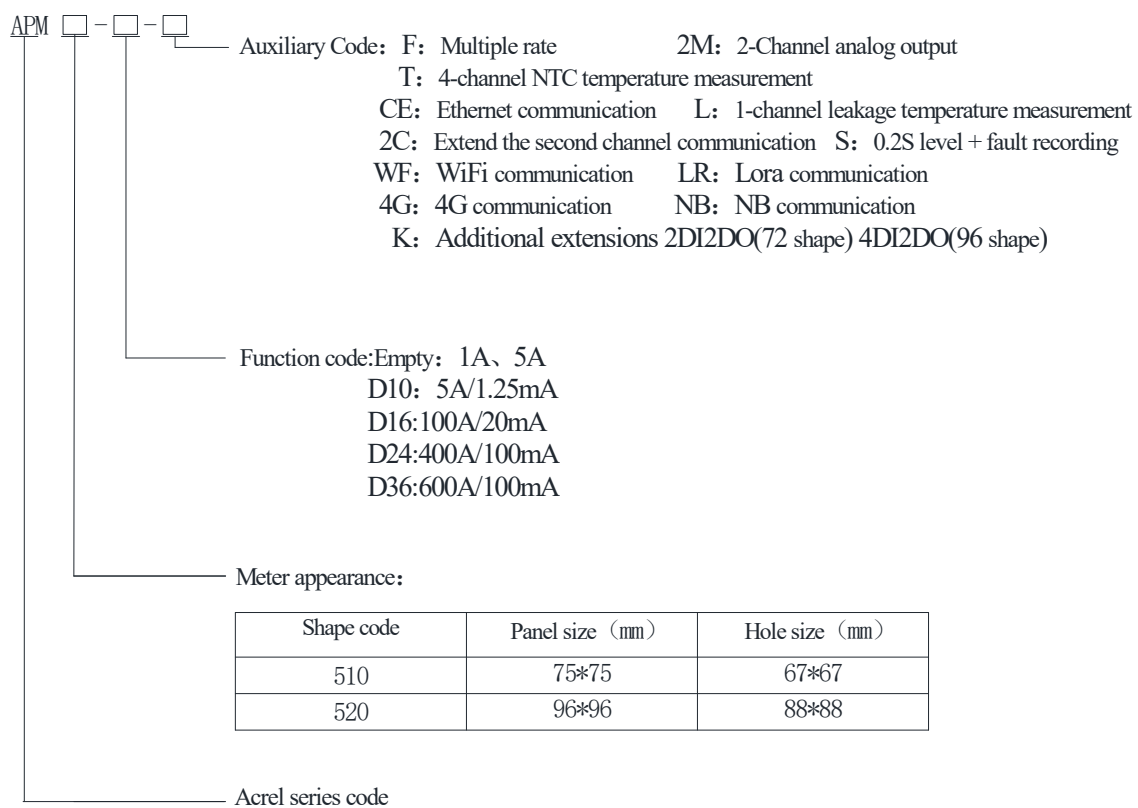 APM □-□-□
Auxiliary Code：F：Multiple rate 2M：2-Channel analog output
T：4-channel NTC temperature measurement
CE：Ethernet communication L：1-channel leakage temperature measurement
2C：Extend the second channel communication S：0.2S level + fault recording
WF：WiFi communication LR：Lora communication
4G：4G communication NB：NB communication
K：Additional extensions 2DI2DO(72 shape) 4DI2DO(96 shape)
Function code:Empty：1A、5A
D10：5A/1.25mA
D16:100A/20mA
D24:400A/100mA
D36:600A/100mA
Meter appearance：
Shape code Panel size（mm） Hole size（mm）
510 75*75 67*67
520 96*96 88*88
Acrel series code